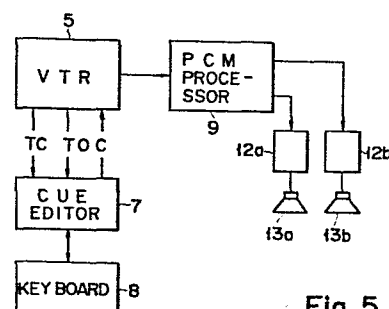 5
VTR
PCM
PROCE-
SSOR
9
12a
12b
TC TOC
CUE
EDITOR
7
13a
13b
KEY BOARD
8
Fig. 5